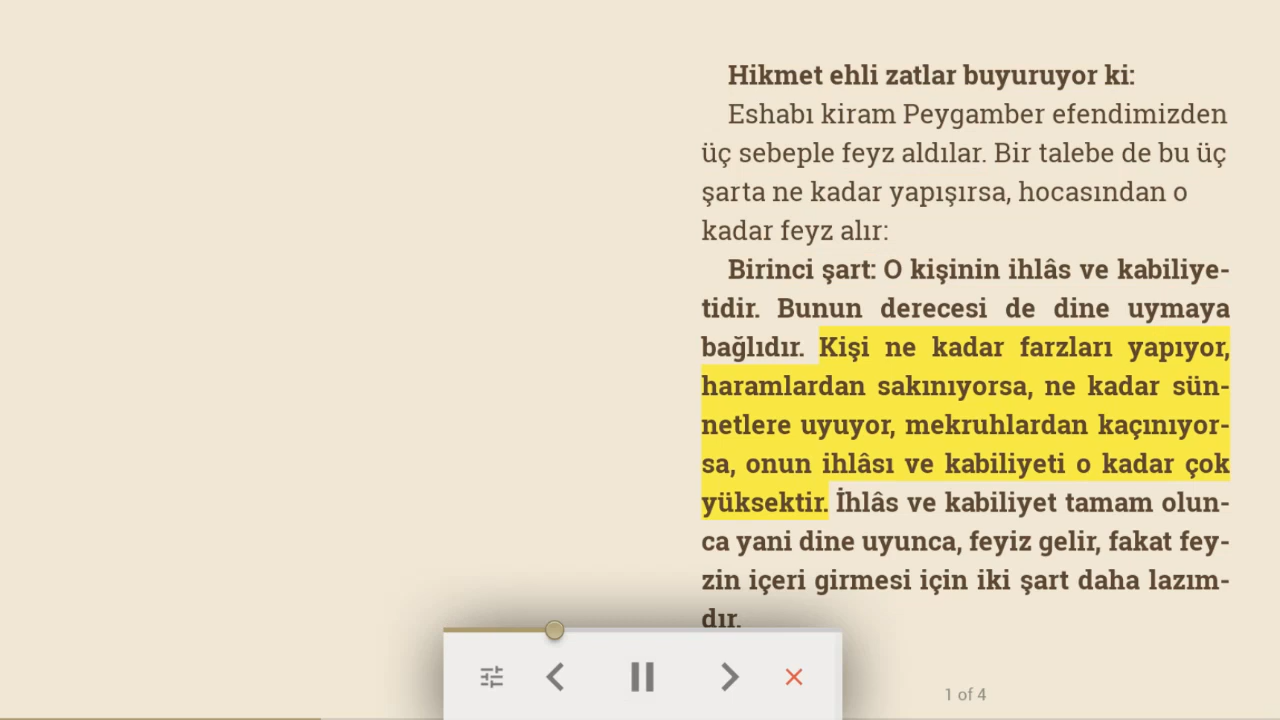 Hikmet ehli zatlar buyuruyor ki:
Eshabı kiram Peygamber efendimizden
üç sebeple feyz aldılar. Bir talebe de bu üç
şarta ne kadar yapışırsa, hocasından o
kadar feyz alır:
Birinci şart: O kişinin ihlâs ve kabiliye-
tidir. Bunun derecesi de dine uymaya
bağlıdır. Kişi ne kadar farzları yapıyor,
haramlardan sakınıyorsa, ne kadar sün-
netlere uyuyor, mekruhlardan kaçınıyor-
sa, onun ihlâsı ve kabiliyeti o kadar çok
yüksektir. İhlâs ve kabiliyet tamam olun-
ca yani dine uyunca, feyiz gelir, fakat fey-
zin içeri girmesi için iki şart daha lazım-
dır.
1 of 4